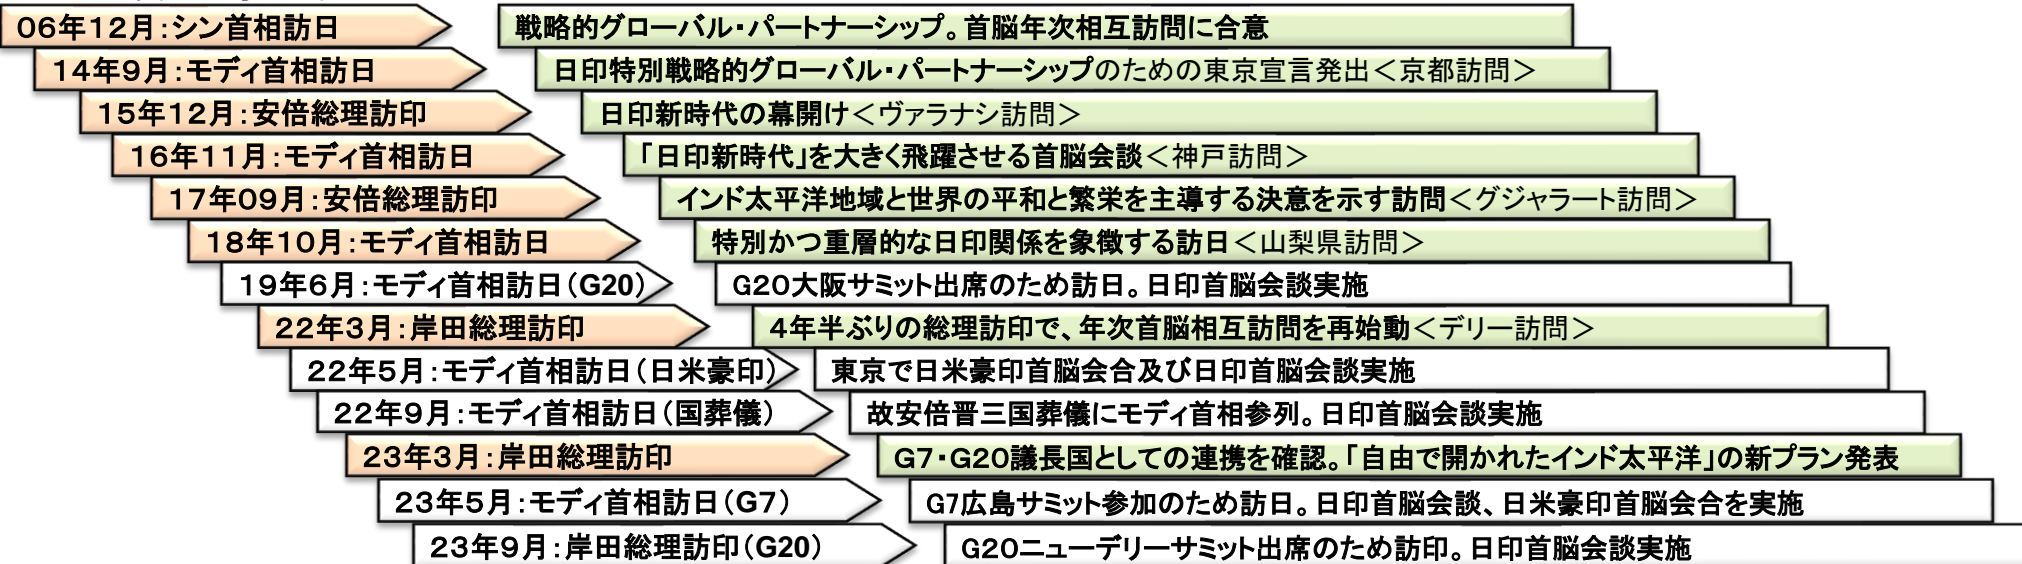 06年12月：シン首相訪日
戦略的グローバル・パートナーシップ。首脳年次相互訪問に合意
14年9月：モディ首相訪日
日印特別戦略的グローバル・パートナーシップのための東京宣言発出＜京都訪問＞
15年12月：安倍総理訪印
日印新時代の幕開け＜ヴァラナシ訪問＞
16年11月：モディ首相訪日
「日印新時代」を大きく飛躍させる首脳会談＜神戸訪問＞
17年09月：安倍総理訪印
インド太平洋地域と世界の平和と繁栄を主導する決意を示す訪問＜グジャラート訪問＞
18年10月：モディ首相訪日
特別かつ重層的な日印関係を象徴する訪日＜山梨県訪問＞
19年6月：モディ首相訪日（G20）
G20大阪サミット出席のため訪日。日印首脳会談実施
22年3月：岸田総理訪印
4年半ぶりの総理訪印で、年次首脳相互訪問を再始動＜デリー訪問＞
22年5月：モディ首相訪日（日米豪印）
東京で日米豪印首脳会合及び日印首脳会談実施
22年9月：モディ首相訪日（国葬儀）
故安倍晋三国葬儀にモディ首相参列。日印首脳会談実施
23年3月：岸田総理訪印
G7・G20議長国としての連携を確認。「自由で開かれたインド太平洋」の新プラン発表
23年5月：モディ首相訪日（G7）
G7広島サミット参加のため訪日。日印首脳会談、日米豪印首脳会合を実施
23年9月：岸田総理訪印（G20）
G20ニューデリーサミット出席のため訪印。日印首脳会談実施